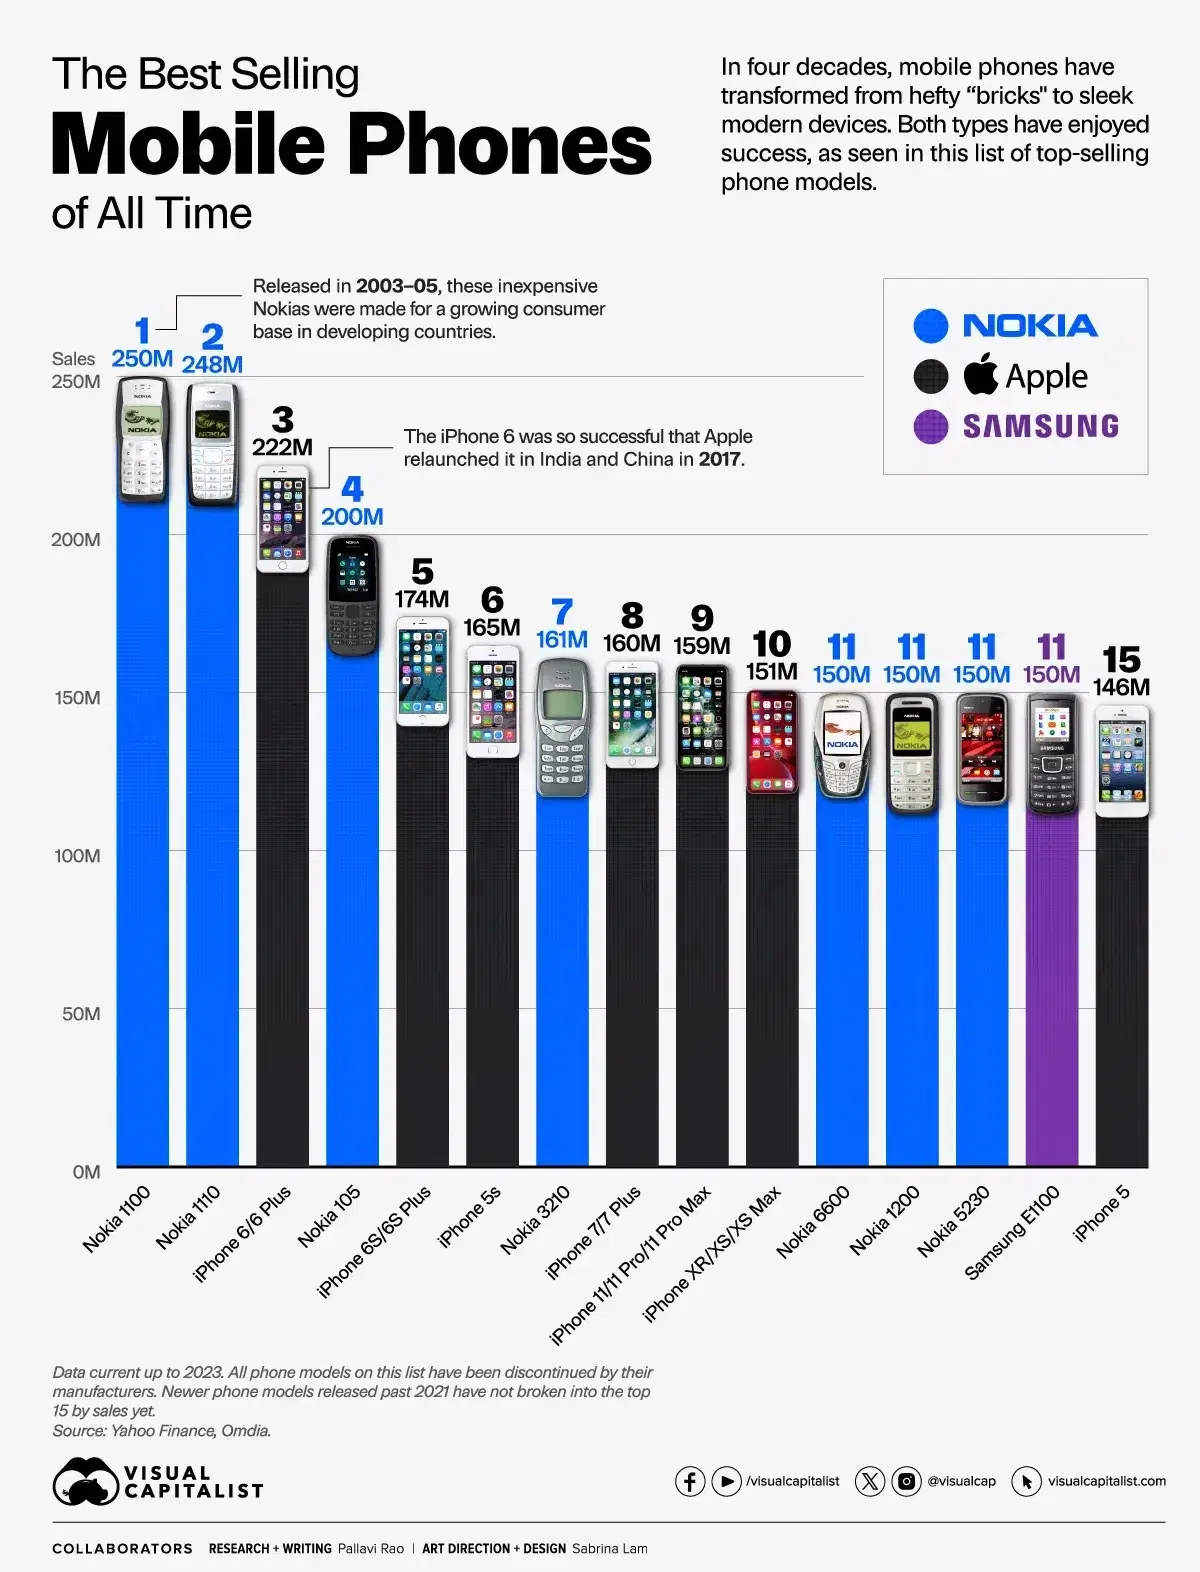 The Best Selling
Mobile Phones
of All Time
In four decades, mobile phones have
transformed from hefty “bricks" to sleek
modern devices. Both types have enjoyed
success, as seen in this list of top-selling
phone models.
Released in 2003–05, these inexpensive
Nokias were made for a growing consumer
base in developing countries.
NOKIA
Apple
SAMSUNG
The iPhone 6 was so successful that Apple
relaunched it in India and China in 2017.
Sales
250M
200M
150M
100M
50M
0M
1
250M
2
248M
3
222M
4
200M
5
174M
6
165M
7
161M
8
160M
9
159M
10
151M
11
150M
11
150M
11
150M
11
150M
15
146M
NOKIA
NOKIA
NOKIA
NOKIA
NOKIA
NOKIA
NOKIA
NOKIA
SAMSUNG
Nokia 1100
Nokia 1110
iPhone 6/6 Plus
Nokia 105
iPhone 6S/6S Plus
iPhone 5s
Nokia 3210
iPhone 7/7 Plus
iPhone 11/11 Pro/11 Pro Max
iPhone XR/XS/XS Max
Nokia 6600
Nokia 1200
Nokia 5230
Samsung E1100
iPhone 5
Data current up to 2023. All phone models on this list have been discontinued by their
manufacturers. Newer phone models released past 2021 have not broken into the top
15 by sales yet.
Source: Yahoo Finance, Omdia.
VISUAL
CAPITALIST
/visualcapitalist
@visualcap
visualcapitalist.com
COLLABORATORS RESEARCH + WRITING Pallavi Rao | ART DIRECTION + DESIGN Sabrina Lam